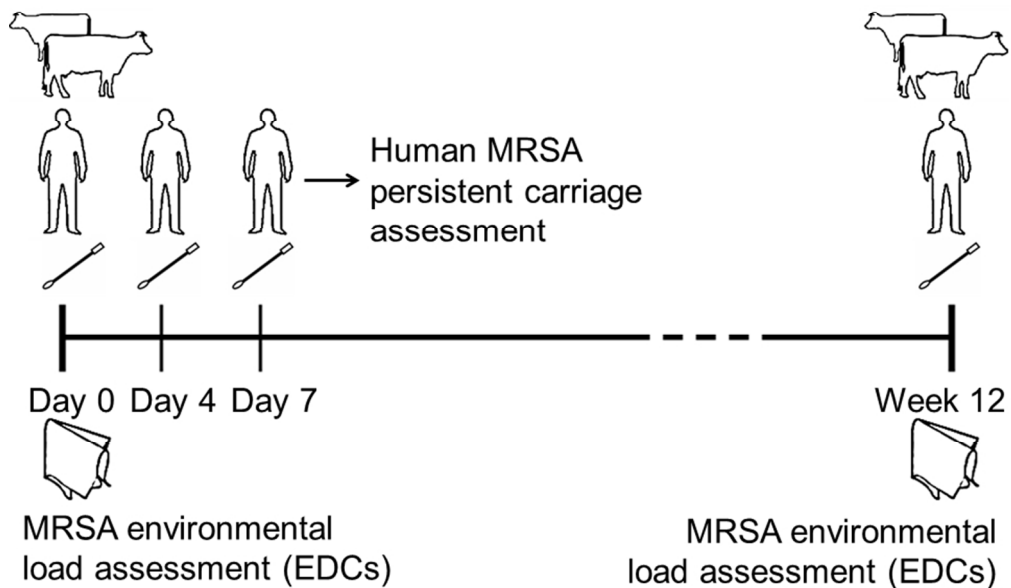 Human MRSA
persistent carriage
assessment
Day 0 Day 4 Day 7
Week 12
MRSA environmental
load assessment (EDCs)
MRSA environmental
load assessment (EDCs)